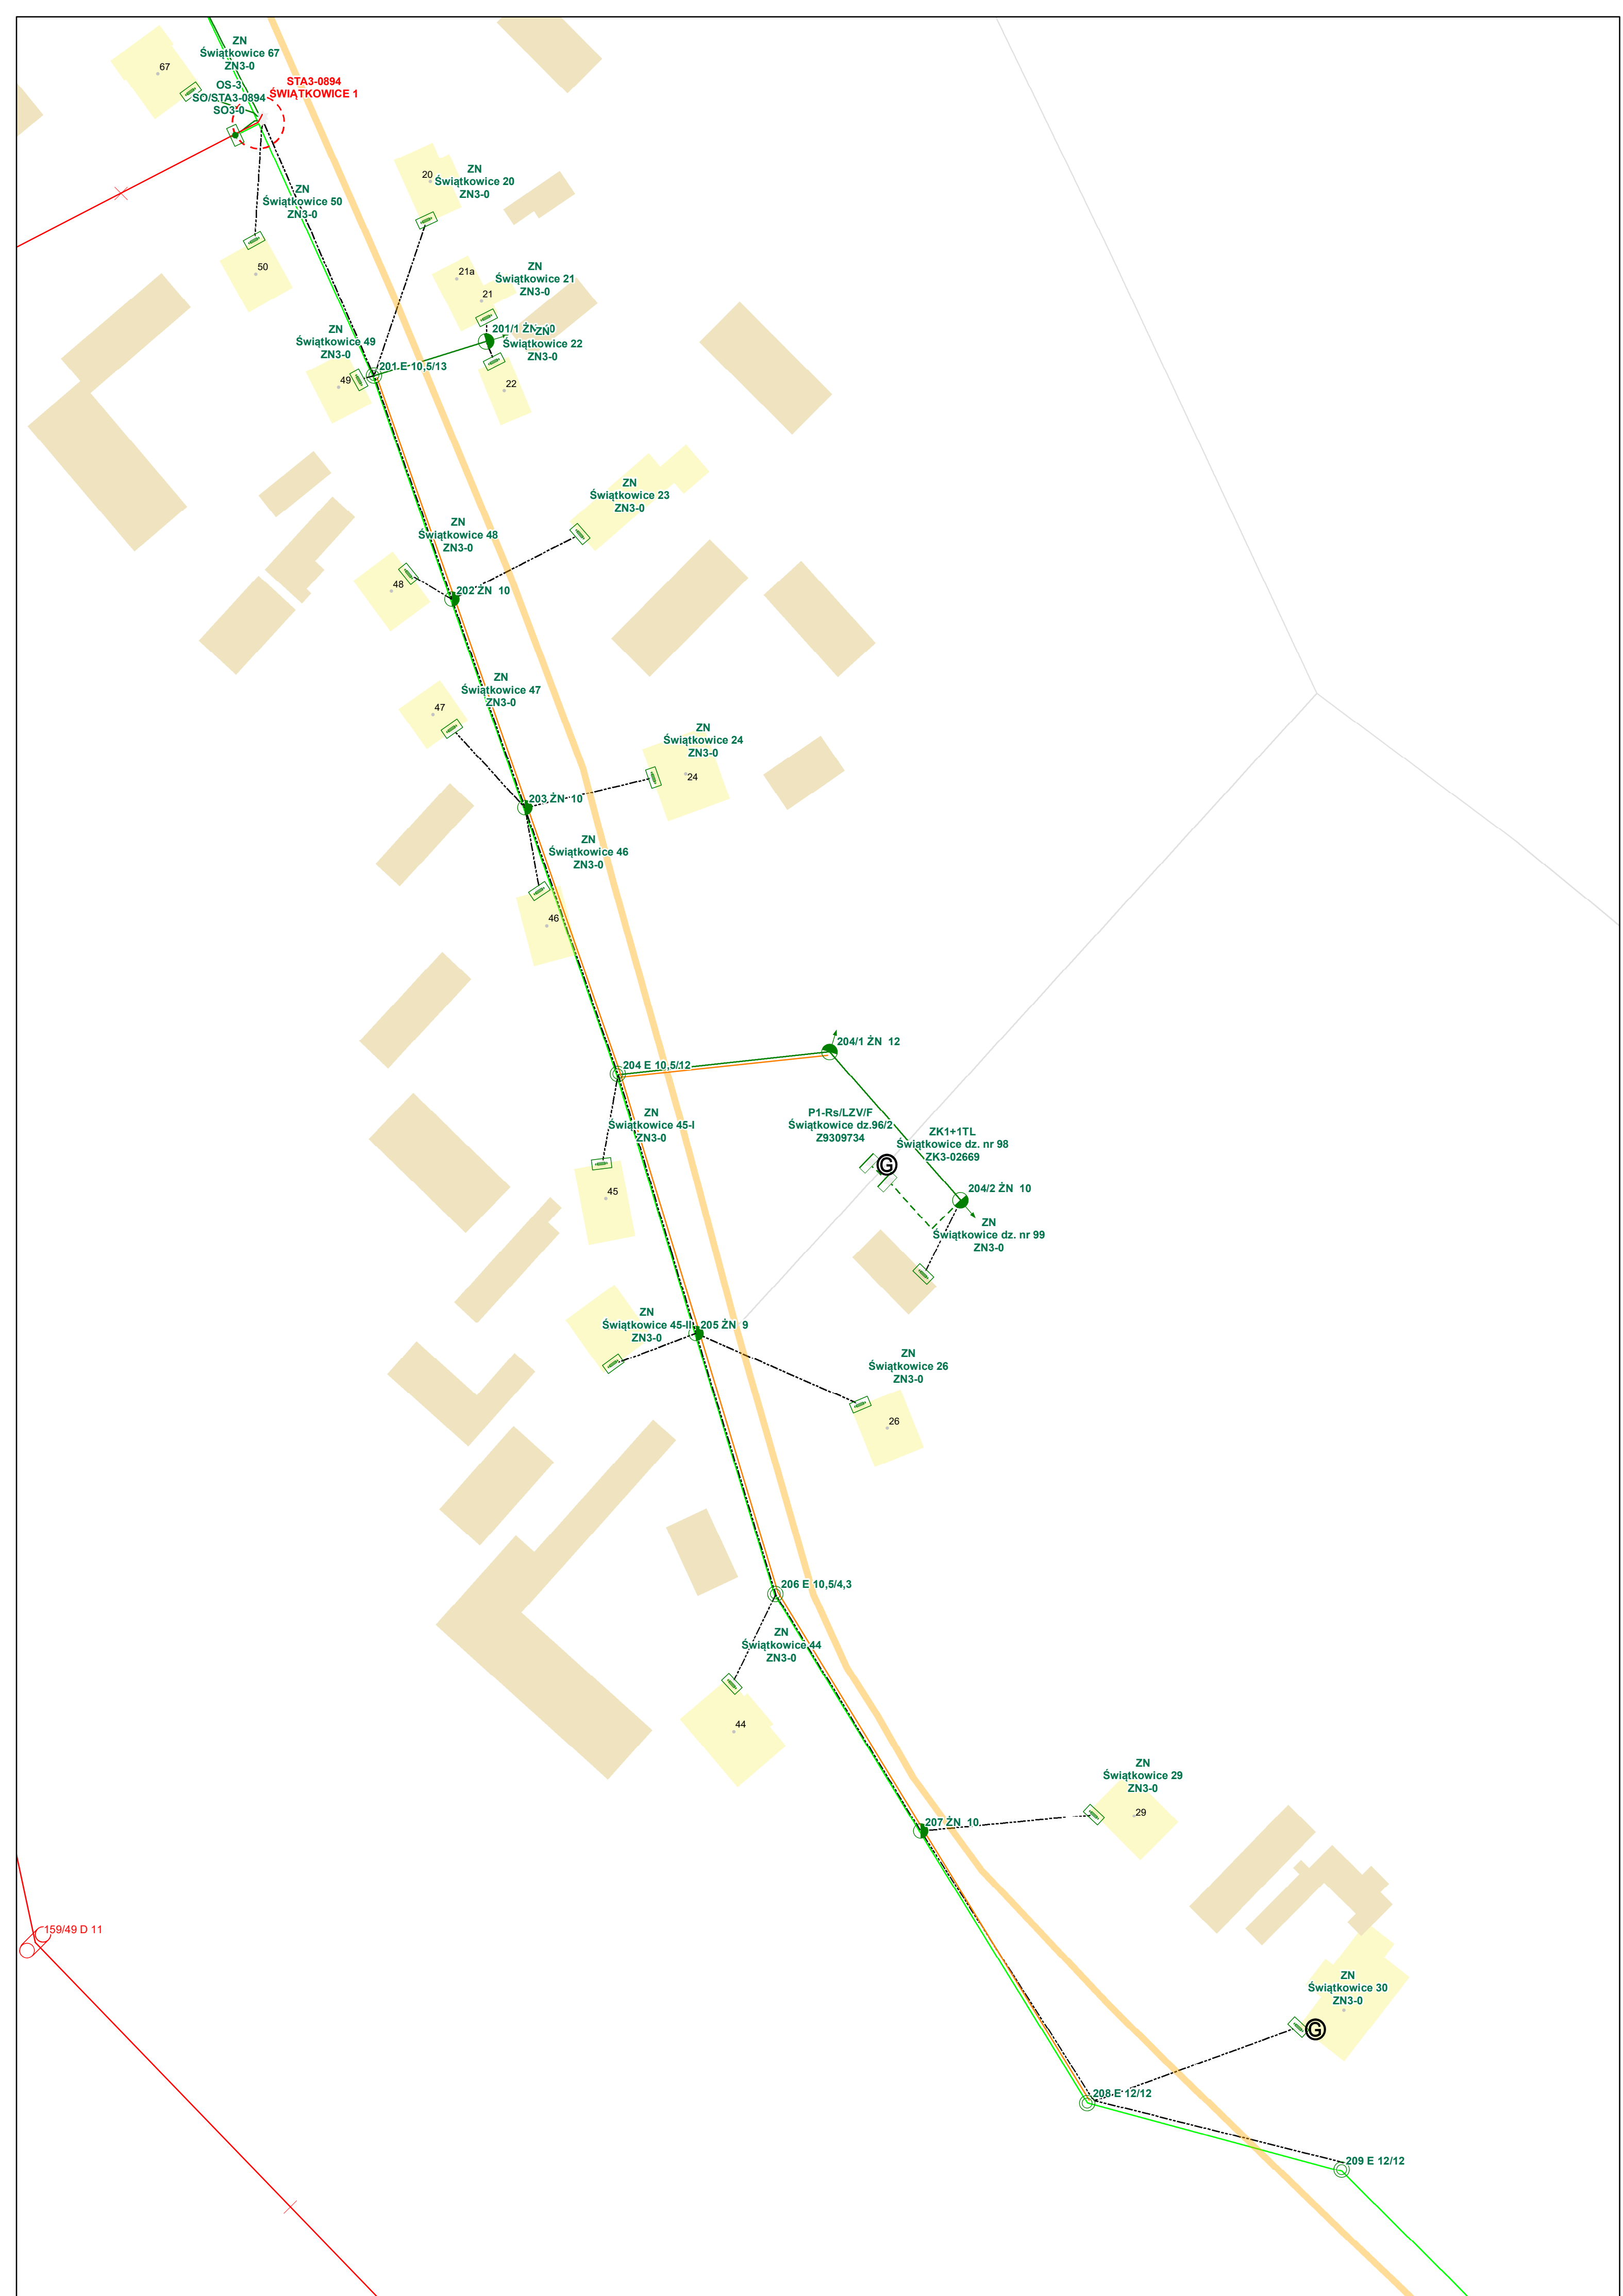 ZN
Świątkowice 67
ZN3-0
67
OS-3
SO/STA3-0894
SO3-0
STA3-0894
ŚWIĄTKOWICE 1
ZN
Świątkowice 20
ZN3-0
20
ZN
Świątkowice 50
ZN3-0
50
21a
21
ZN
Świątkowice 21
ZN3-0
201/1 ŻN
ZN
Świątkowice 22
ZN3-0
22
ZN
Świątkowice 49
ZN3-0
49
201 E 10,5/13
ZN
Świątkowice 23
ZN3-0
ZN
Świątkowice 48
ZN3-0
48
202 ŻN 10
ZN
Świątkowice 47
ZN3-0
47
ZN
Świątkowice 24
ZN3-0
24
203 ŻN 10
ZN
Świątkowice 46
ZN3-0
46
204/1 ŻN 12
204 E 10,5/12
ZN
Świątkowice 45-I
ZN3-0
45
P1-Rs/LZV/F
Świątkowice dz.96/2
Z9309734
ZK1+1TL
Świątkowice dz. nr 98
ZK3-02669
G
204/2 ŻN 10
ZN
Świątkowice dz. nr 99
ZN3-0
ZN
Świątkowice 45-II
ZN3-0
205 ŻN 9
ZN
Świątkowice 26
ZN3-0
26
206 E 10,5/4,3
ZN
Świątkowice 44
ZN3-0
44
ZN
Świątkowice 29
ZN3-0
29
207 ŻN 10
159/49 D 11
ZN
Świątkowice 30
ZN3-0
G
208 E 12/12
209 E 12/12